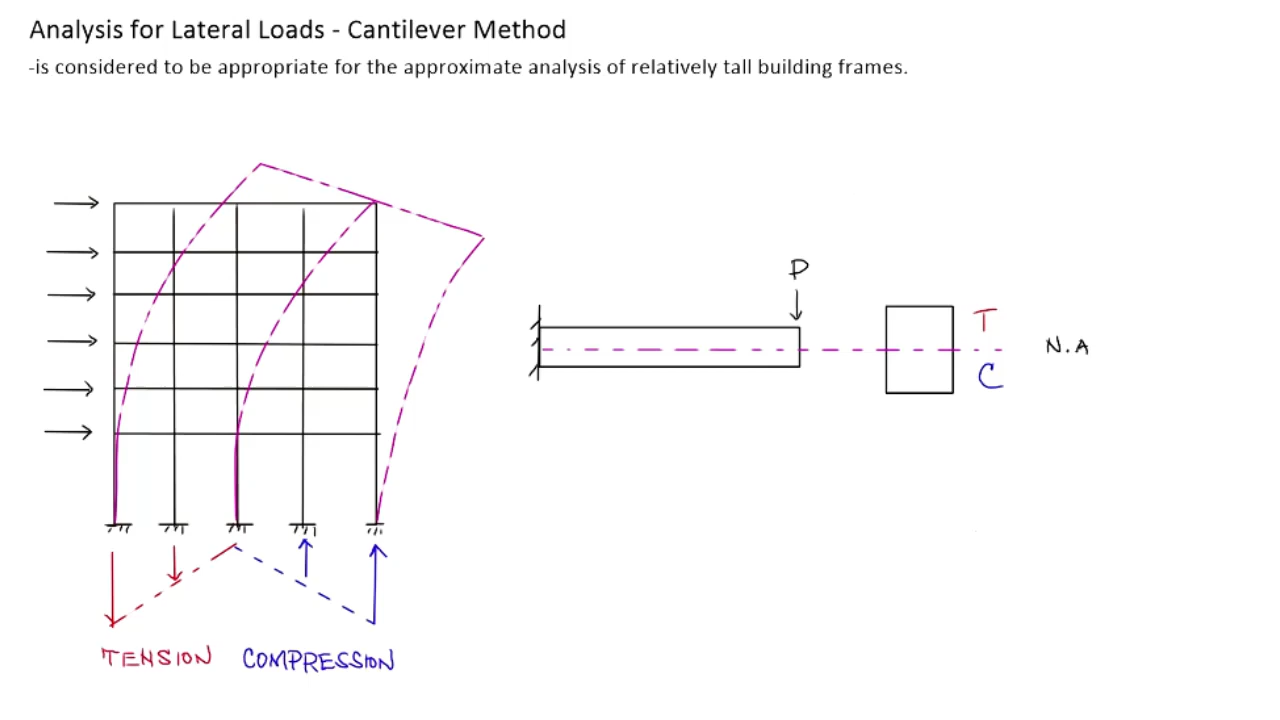 Analysis for Lateral Loads - Cantilever Method
-is considered to be appropriate for the approximate analysis of relatively tall building frames.
P
T
N.A
C
TENSION COMPRESSION